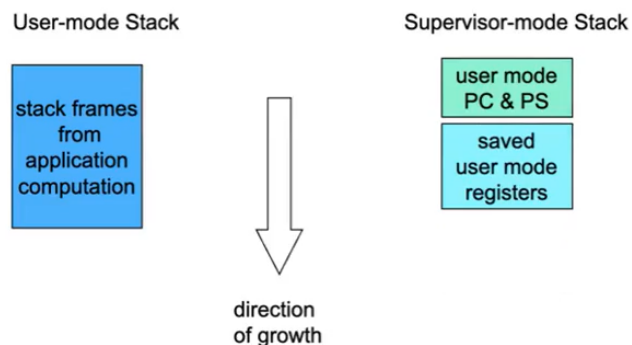 User-mode Stack
Supervisor-mode Stack
stack frames
from
application
computation
user mode
PC & PS
saved
user mode
registers
direction
of growth